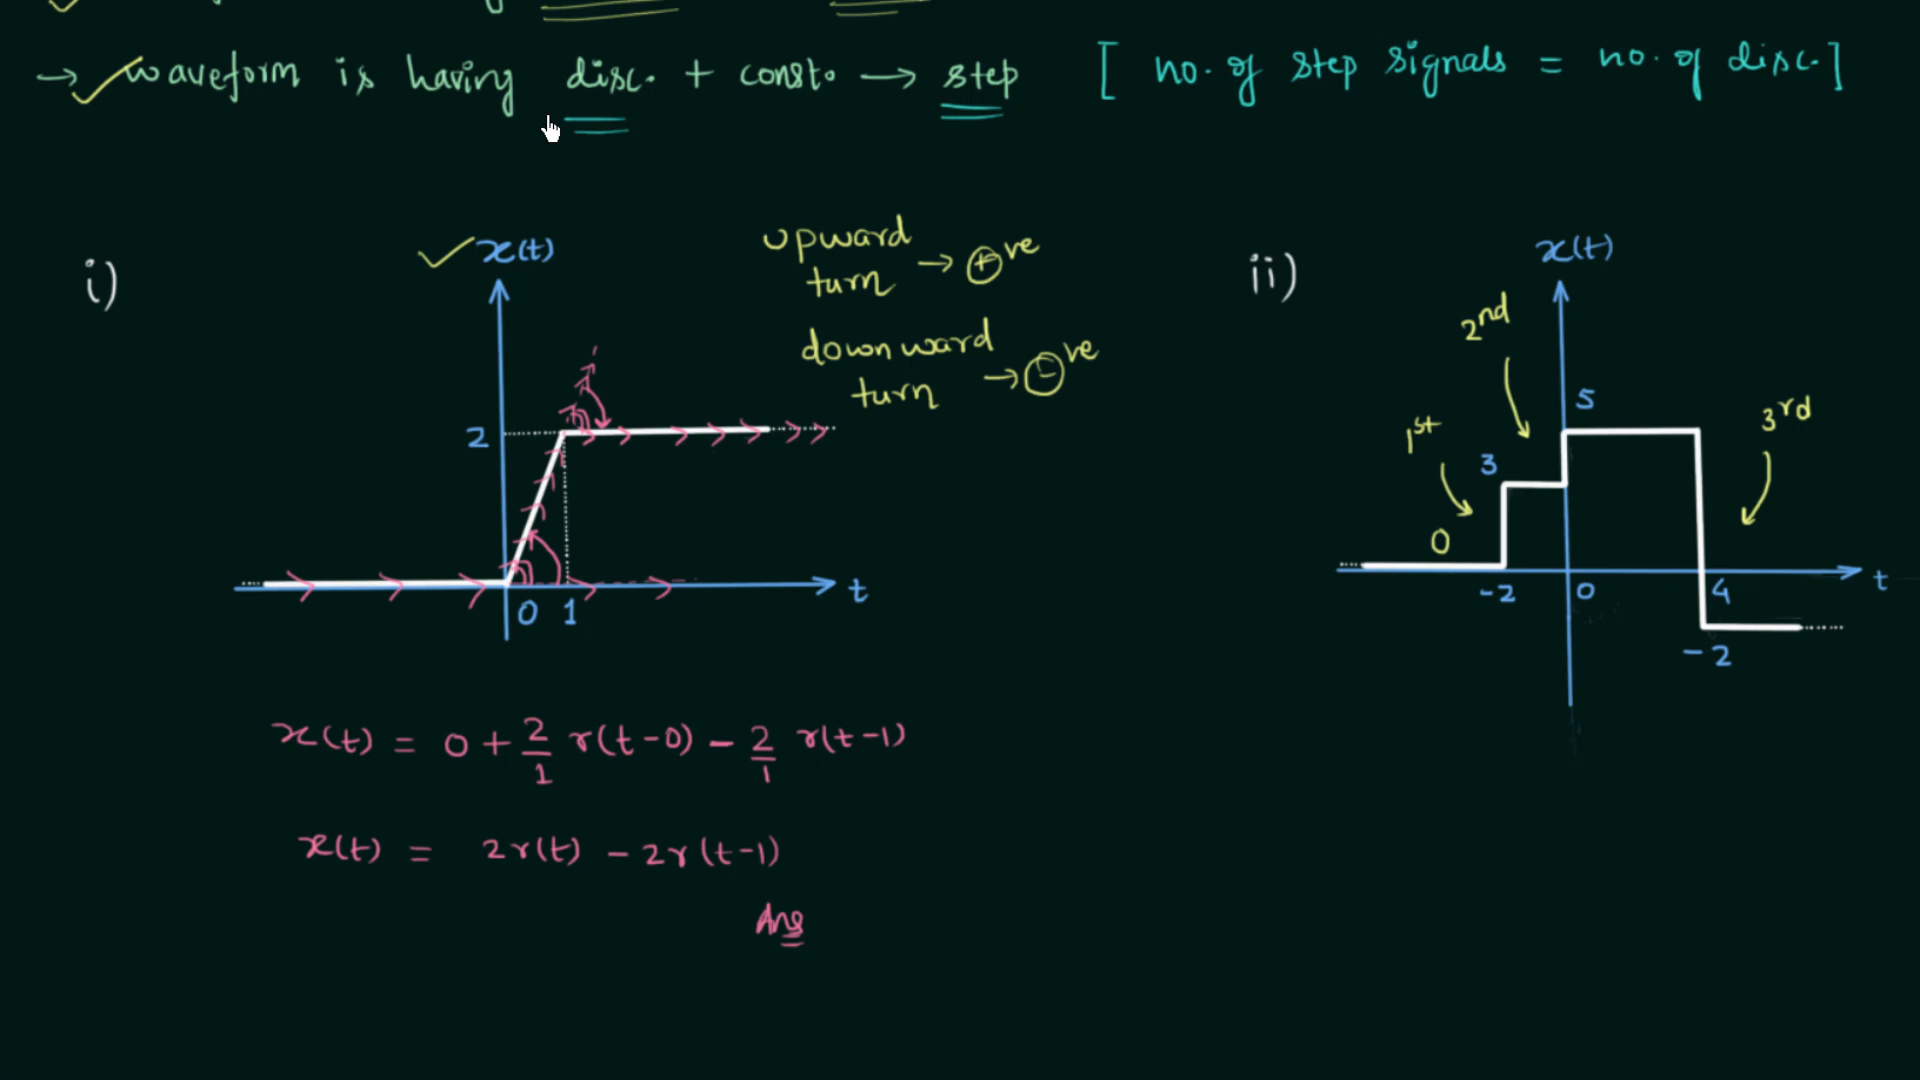 → waveform is having disc. + const. → step [ no. of step signals = no. of disc.]
i)
x(t)
2
0 1
t
upward turn → +ve
downward turn → -ve
x(t) = 0 + 2/1 r(t-0) - 2/1 r(t-1)
x(t) = 2r(t) - 2r(t-1)
Ans
ii)
x(t)
2nd
5
1st
3
3rd
0
-2 0 4
t
-2